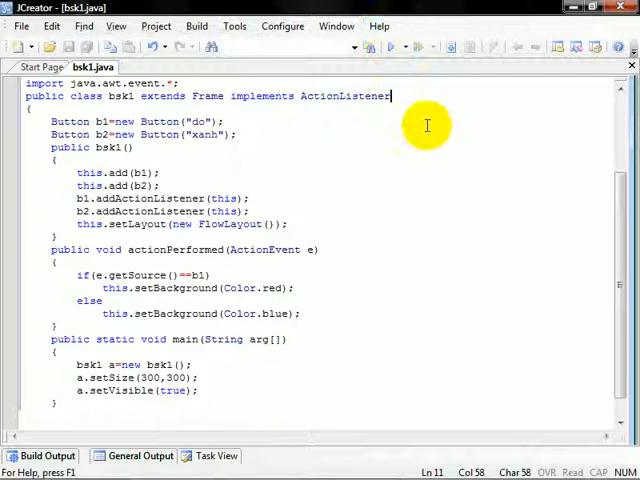 JCreator - [bsk1.java]
File Edit Find View Project Build Tools Configure Window Help
Start Page bsk1.java
import java.awt.event.*;
public class bsk1 extends Frame implements ActionListener
{
Button b1=new Button("do");
Button b2=new Button("xanh");
public bsk1()
{
this.add(b1);
this.add(b2);
b1.addActionListener(this);
b2.addActionListener(this);
this.setLayout(new FlowLayout());
}
public void actionPerformed(ActionEvent e)
{
if(e.getSource()==b1)
this.setBackground(Color.red);
else
this.setBackground(Color.blue);
}
public static void main(String arg[])
{
bsk1 a=new bsk1();
a.setSize(300,300);
a.setVisible(true);
}
Build Output General Output Task View
For Help, press F1 Ln 11 Col 58 Char 58 OVR Read CAP NUM